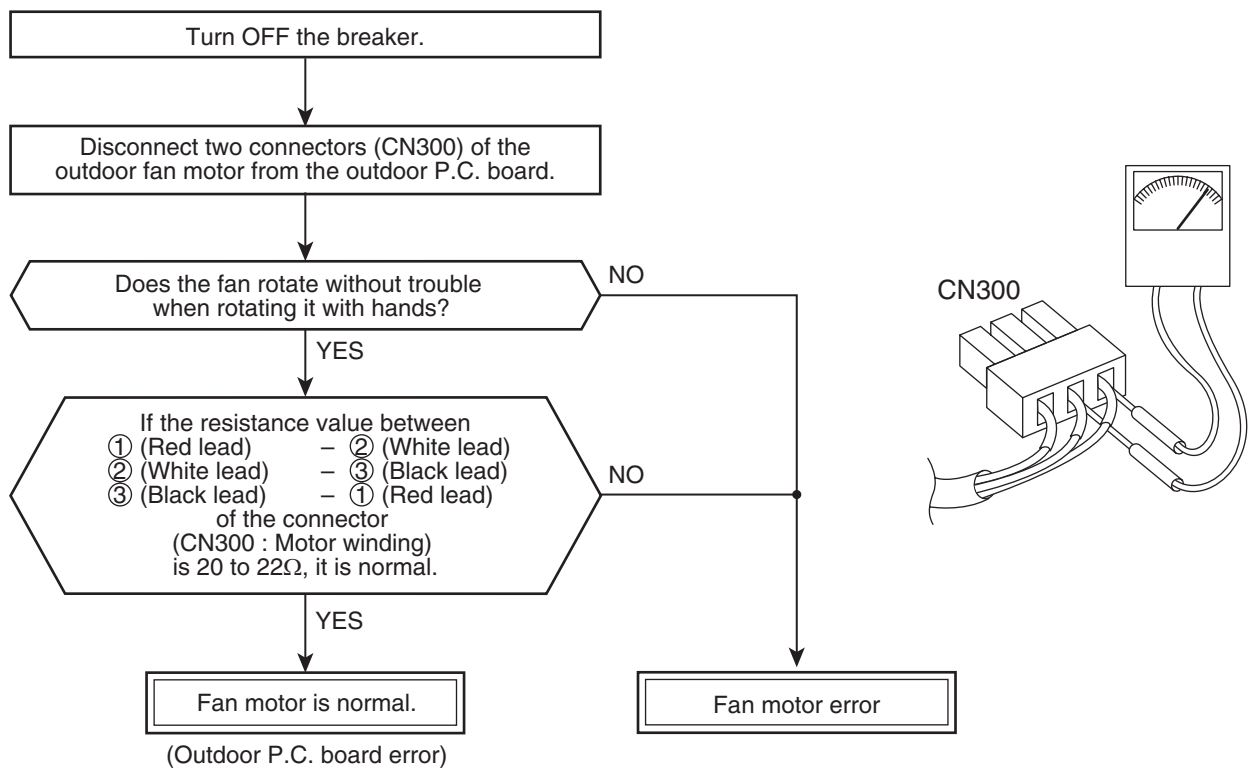 Turn OFF the breaker.
Disconnect two connectors (CN300) of the
outdoor fan motor from the outdoor P.C. board.
Does the fan rotate without trouble
when rotating it with hands?
NO
YES
If the resistance value between
① (Red lead) – ② (White lead)
② (White lead) – ③ (Black lead)
③ (Black lead) – ① (Red lead)
of the connector
(CN300 : Motor winding)
is 20 to 22Ω, it is normal.
NO
YES
Fan motor is normal.
(Outdoor P.C. board error)
Fan motor error
CN300